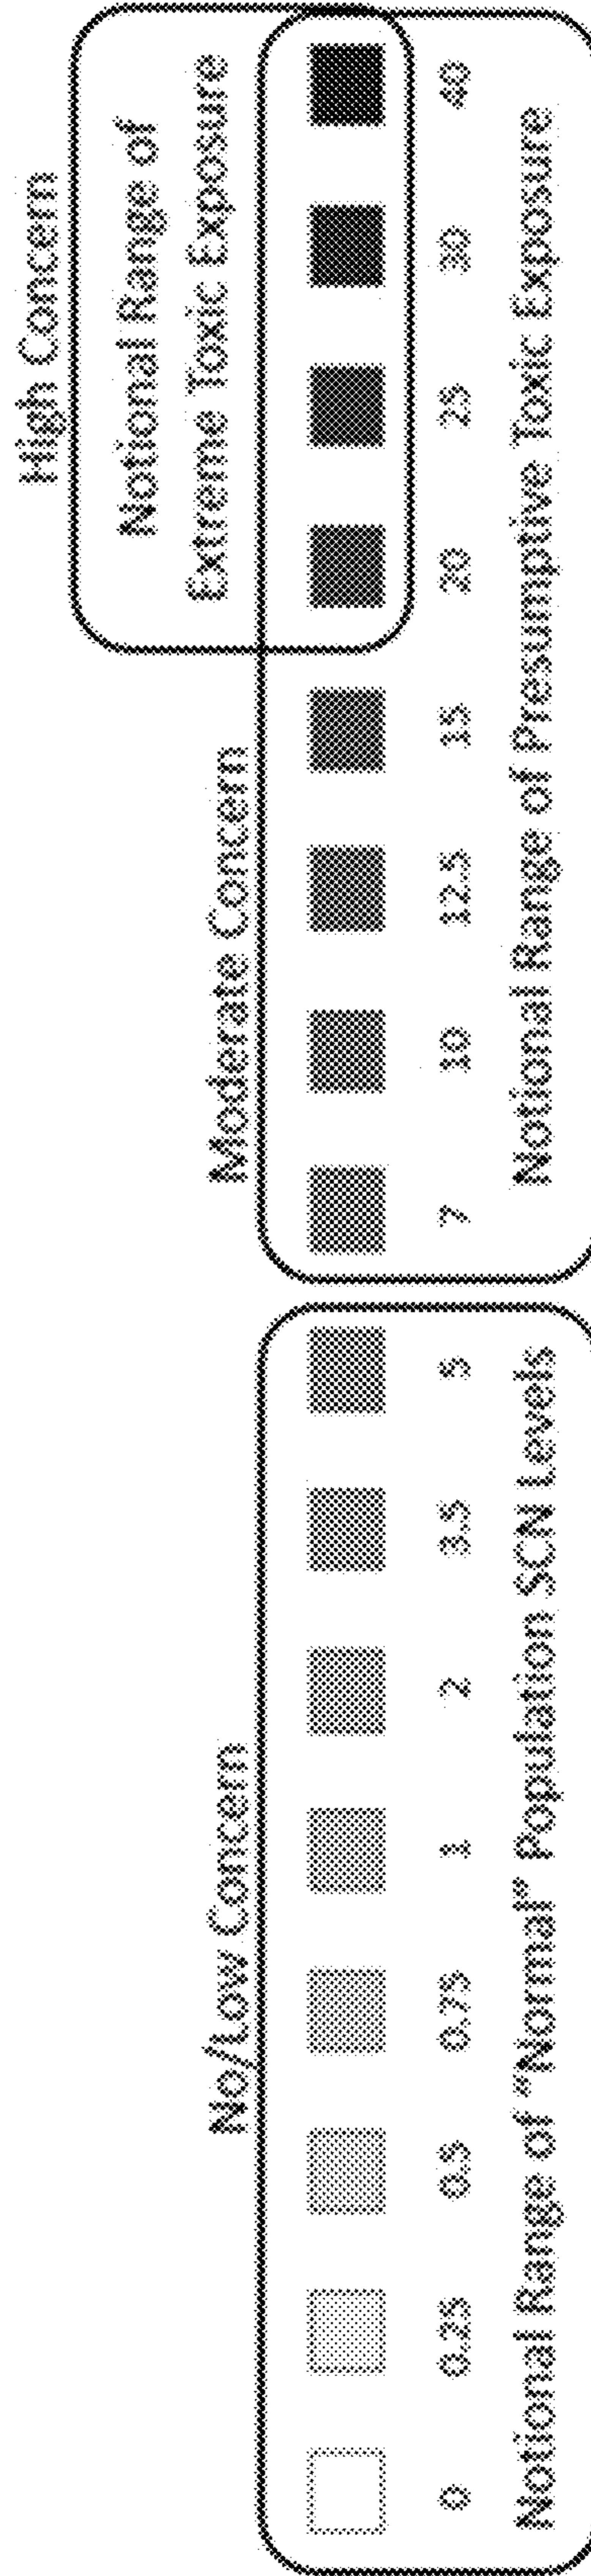 High Concern
Notional Range of
Extreme Toxic Exposure
No/Low Concern
Moderate Concern
0 0.25 0.5 0.75 1 2 3.5 5 7 10 12.5 15 20 25 30 40
Notional Range of “Normal” Population SCN Levels
Notional Range of Presumptive Toxic Exposure